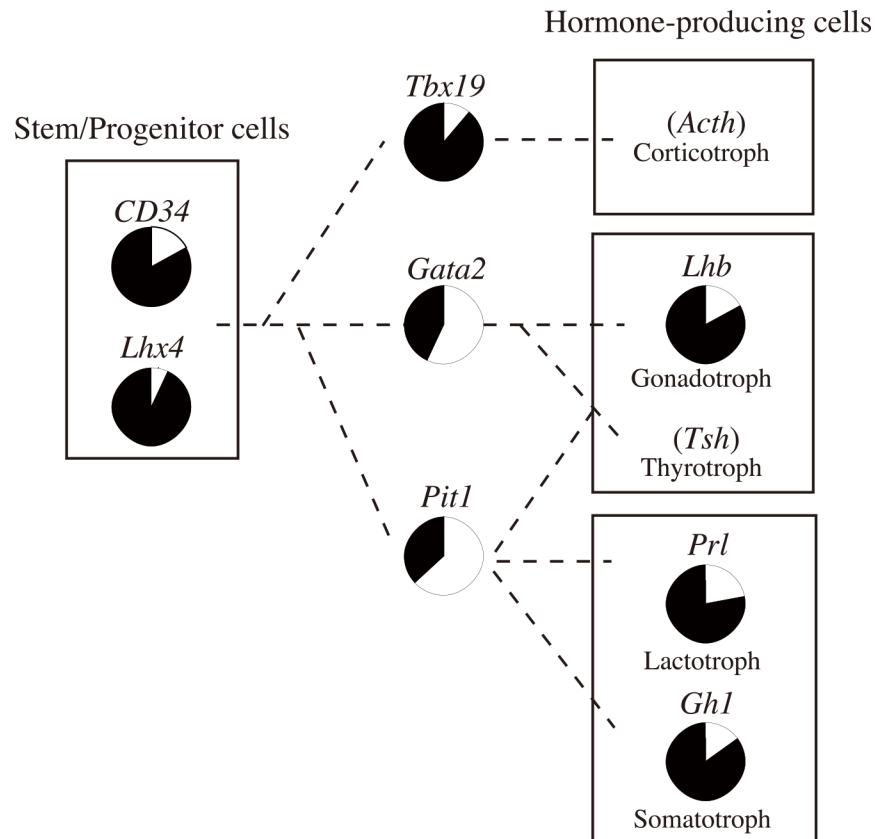 Hormone-producing cells
Stem/Progenitor cells
CD34
Lhx4
Tbx19
Gata2
Pit1
(Acth)
Corticotroph
Lhb
Gonadotroph
(Tsh)
Thyrotroph
Prl
Lactotroph
Gh1
Somatotroph